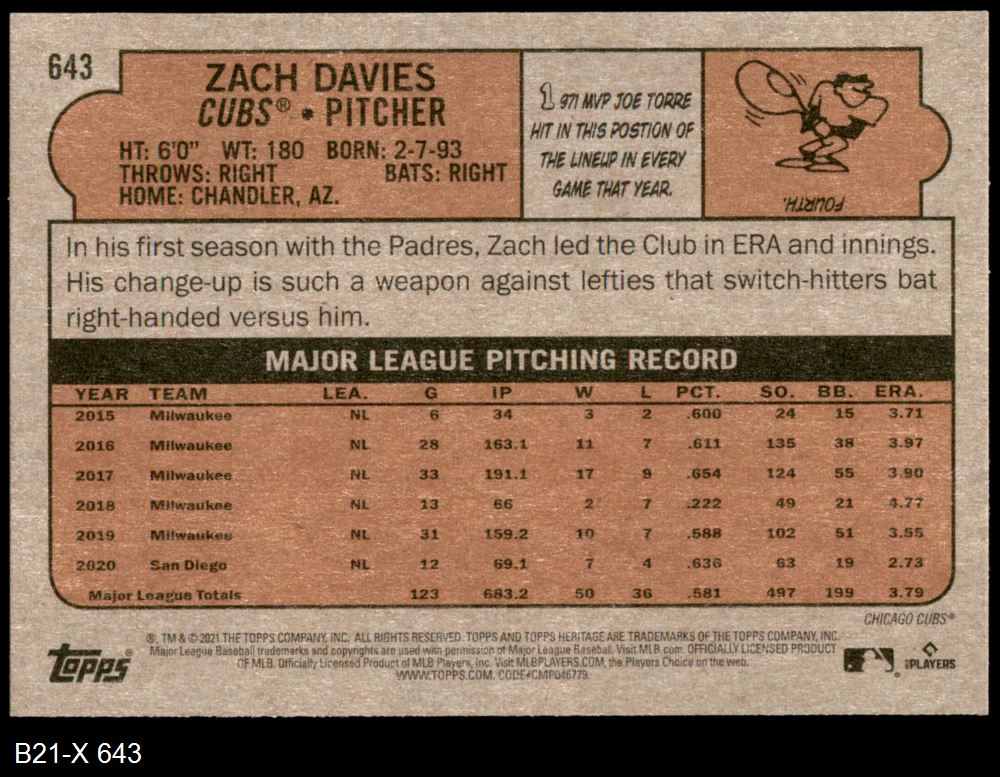 643
ZACH DAVIES
CUBS® • PITCHER
HT: 6'0" WT: 180 BORN: 2-7-93
THROWS: RIGHT BATS: RIGHT
HOME: CHANDLER, AZ.
1971 MVP JOE TORRE
HIT IN THIS POSTION OF
THE LINEUP IN EVERY
GAME THAT YEAR.
FOURTH.
In his first season with the Padres, Zach led the Club in ERA and innings.
His change-up is such a weapon against lefties that switch-hitters bat
right-handed versus him.
MAJOR LEAGUE PITCHING RECORD
YEAR TEAM LEA. G IP W L PCT. SO. BB. ERA.
2015 Milwaukee NL 6 34 3 2 .600 24 15 3.71
2016 Milwaukee NL 28 163.1 11 7 .611 135 38 3.97
2017 Milwaukee NL 33 191.1 17 9 .654 124 55 3.90
2018 Milwaukee NL 13 66 2 7 .222 49 21 4.77
2019 Milwaukee NL 31 159.2 10 7 .588 102 51 3.55
2020 San Diego NL 12 69.1 7 4 .636 63 19 2.73
Major League Totals 123 683.2 50 36 .581 497 199 3.79
CHICAGO CUBS®
®, TM & © 2021 THE TOPPS COMPANY, INC. ALL RIGHTS RESERVED. TOPPS AND TOPPS HERITAGE ARE TRADEMARKS OF THE TOPPS COMPANY, INC.
Major League Baseball trademarks and copyrights are used with permission of Major League Baseball. Visit MLB.com. OFFICIALLY LICENSED PRODUCT
OF MLB. Officially Licensed Product of MLB Players, Inc. Visit MLBPLAYERS.COM, the Players Choice on the web.
WWW.TOPPS.COM. CODE#CMP046779.
Topps®
PLAYERS
B21-X 643